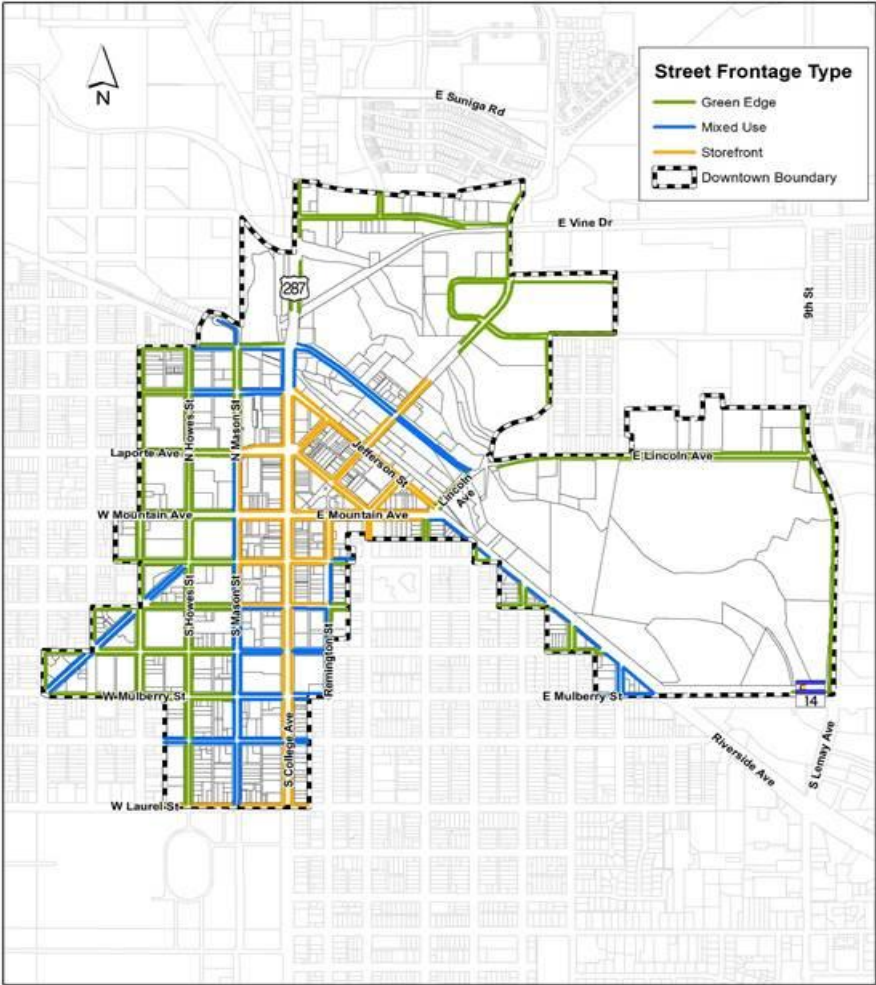 N
E Suniga Rd
Street Frontage Type
Green Edge
Mixed Use
Storefront
Downtown Boundary
E Vine Dr
287
9th St
N Howes St
N Mason St
Laporte Ave
Jefferson St
E Lincoln Ave
Lincoln
Ave
W Mountain Ave
E Mountain Ave
S Howes St
S Mason St
Remington St
W Mulberry St
E Mulberry St
14
S College Ave
Riverside Ave
S Lemay Ave
W Laurel St